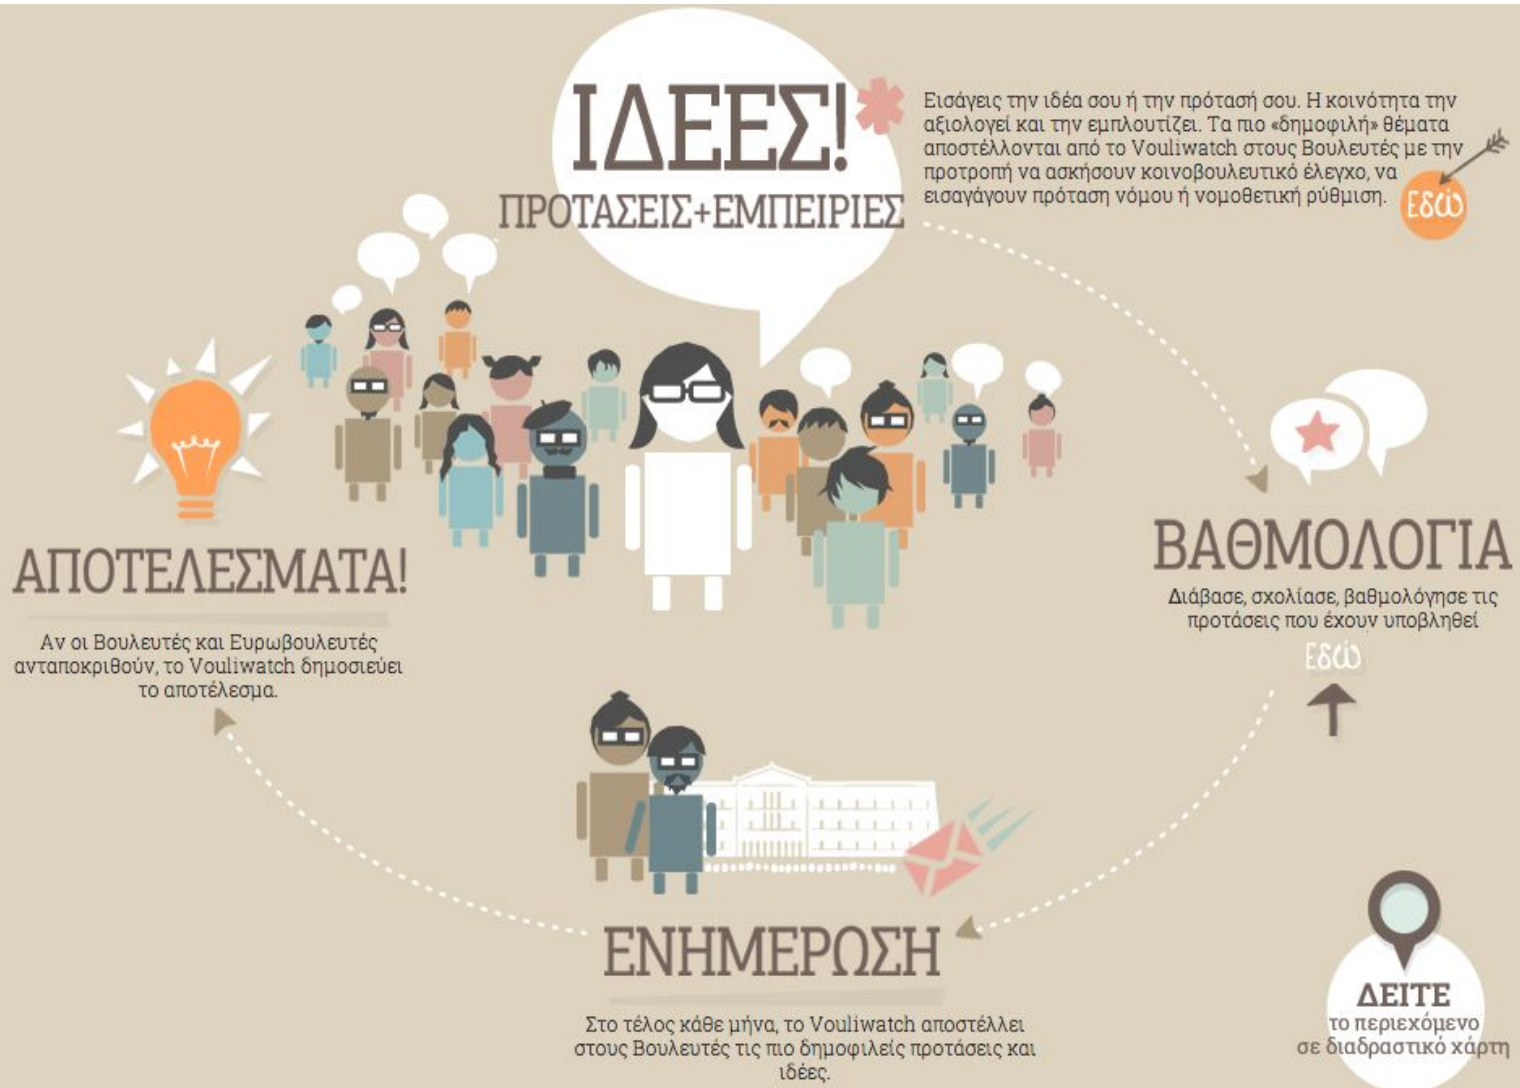 ΙΔΕΕΣ!*
ΠΡΟΤΑΣΕΙΣ+ΕΜΠΕΙΡΙΕΣ
Εισάγεις την ιδέα σου ή την πρότασή σου. Η κοινότητα την
αξιολογεί και την εμπλουτίζει. Τα πιο «δημοφιλή» θέματα
αποστέλλονται από το Vouliwatch στους Βουλευτές με την
προτροπή να ασκήσουν κοινοβουλευτικό έλεγχο, να
εισαγάγουν πρόταση νόμου ή νομοθετική ρύθμιση.
Εδώ
ΒΑΘΜΟΛΟΓΙΑ
Διάβασε, σχολίασε, βαθμολόγησε τις
προτάσεις που έχουν υποβληθεί
Εδώ
ΕΝΗΜΕΡΩΣΗ
Στο τέλος κάθε μήνα, το Vouliwatch αποστέλλει
στους Βουλευτές τις πιο δημοφιλείς προτάσεις και
ιδέες.
ΑΠΟΤΕΛΕΣΜΑΤΑ!
Αν οι Βουλευτές και Ευρωβουλευτές
ανταποκριθούν, το Vouliwatch δημοσιεύει
το αποτέλεσμα.
ΔΕΙΤΕ
το περιεχόμενο
σε διαδραστικό χάρτη